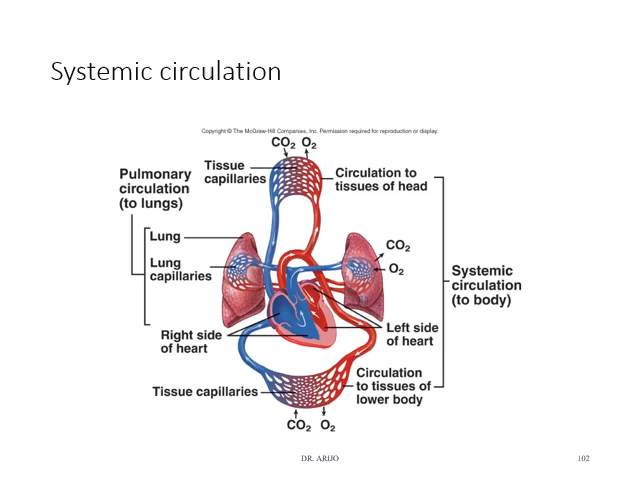 Systemic circulation
Copyright © The McGraw-Hill Companies, Inc. Permission required for reproduction or display.
CO2 O2
Tissue
capillaries
Circulation to
tissues of head
Pulmonary
circulation
(to lungs)
Lung
Lung
capillaries
CO2
O2
Systemic
circulation
(to body)
Right side
of heart
Left side
of heart
Tissue capillaries
Circulation
to tissues of
lower body
CO2 O2
DR. ARIJO
102